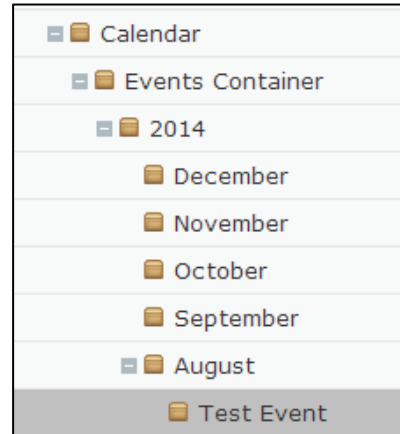 Calendar
Events Container
2014
December
November
October
September
August
Test Event